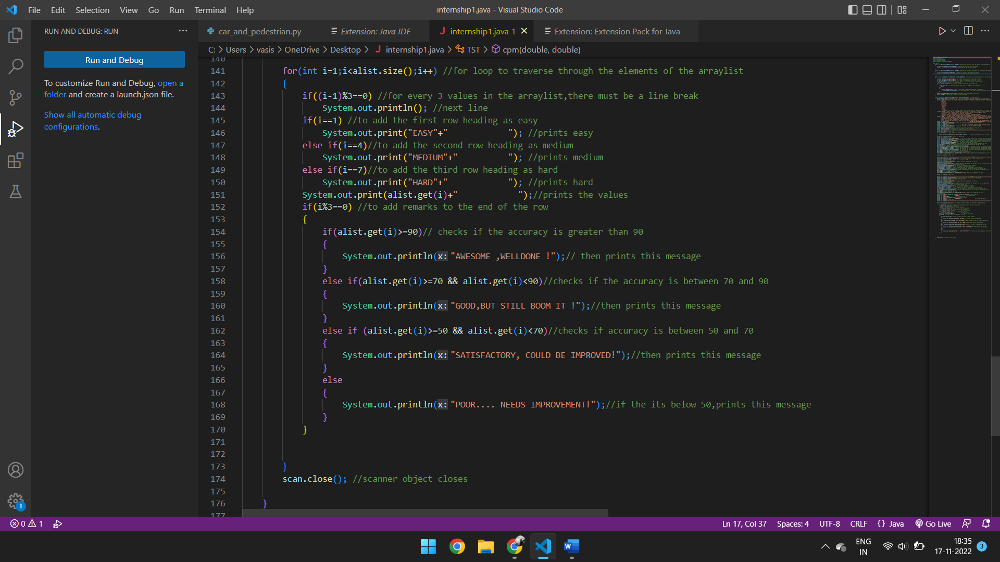 File Edit Selection View Go Run Terminal Help
internship1.java - Visual Studio Code
RUN AND DEBUG: RUN
car_and_pedestrian.py
Extension: Java IDE
internship1.java 1
Extension: Extension Pack for Java
C: > Users > vasis > OneDrive > Desktop > internship1.java > TST > cpm(double, double)
Run and Debug
To customize Run and Debug, open a
folder and create a launch.json file.
Show all automatic debug
configurations.
140
141 for(int i=1;i<alist.size();i++) //for loop to traverse through the elements of the arraylist
142 {
143 if((i-1)%3==0) //for every 3 values in the arraylist,there must be a line break
144 System.out.println(); //next line
145 if(i==1) //to add the first row heading as easy
146 System.out.print("EASY"+"            "); //prints easy
147 else if(i==4)//to add the second row heading as medium
148 System.out.print("MEDIUM"+"          "); //prints medium
149 else if(i==7)//to add the third row heading as hard
150 System.out.print("HARD"+"            "); //prints hard
151 System.out.print(alist.get(i)+"            ");//prints the values
152 if(i%3==0) //to add remarks to the end of the row
153 {
154 if(alist.get(i)>=90)// checks if the accuracy is greater than 90
155 {
156 System.out.println(x: "AWESOME ,WELLDONE !");// then prints this message
157 }
158 else if(alist.get(i)>=70 && alist.get(i)<90)//checks if the accuracy is between 70 and 90
159 {
160 System.out.println(x: "GOOD,BUT STILL BOOM IT !");//then prints this message
161 }
162 else if (alist.get(i)>=50 && alist.get(i)<70)//checks if accuracy is between 50 and 70
163 {
164 System.out.println(x: "SATISFACTORY, COULD BE IMPROVED!");//then prints this message
165 }
166 else
167 {
168 System.out.println(x: "POOR.... NEEDS IMPROVEMENT!");//if the its below 50,prints this message
169 }
170 }
171
172
173 }
174 scan.close(); //scanner object closes
175
176 }
177
1
0 1
Ln 17, Col 37 Spaces: 4 UTF-8 CRLF {} Java Go Live
W
ENG
IN
18:35
17-11-2022
3